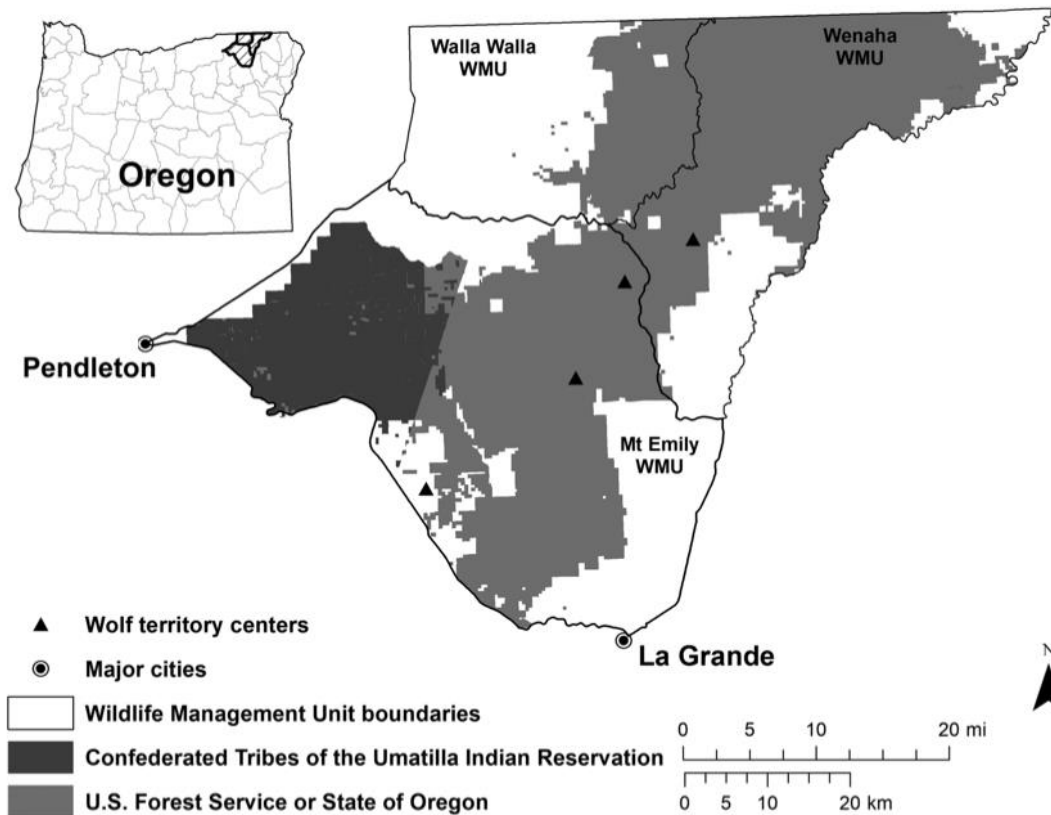 Oregon
Walla Walla
WMU
Wenaha
WMU
Pendleton
Mt Emily
WMU
La Grande
Wolf territory centers
Major cities
Wildlife Management Unit boundaries
Confederated Tribes of the Umatilla Indian Reservation
U.S. Forest Service or State of Oregon
N
0 5 10 20 mi
0 5 10 20 km